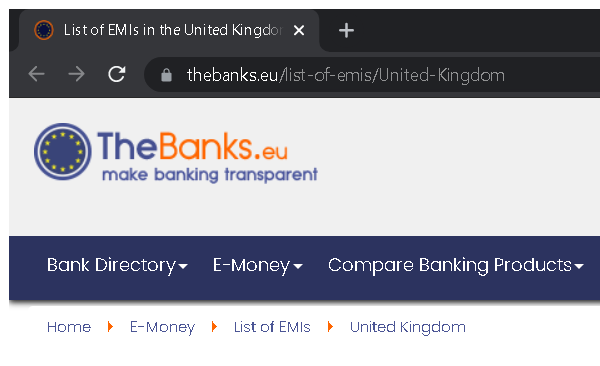 List of EMIs in the United Kingdo
thebanks.eu/list-of-emis/United-Kingdom
TheBanks.eu
make banking transparent
Bank Directory E-Money Compare Banking Products
Home E-Money List of EMIs United Kingdom